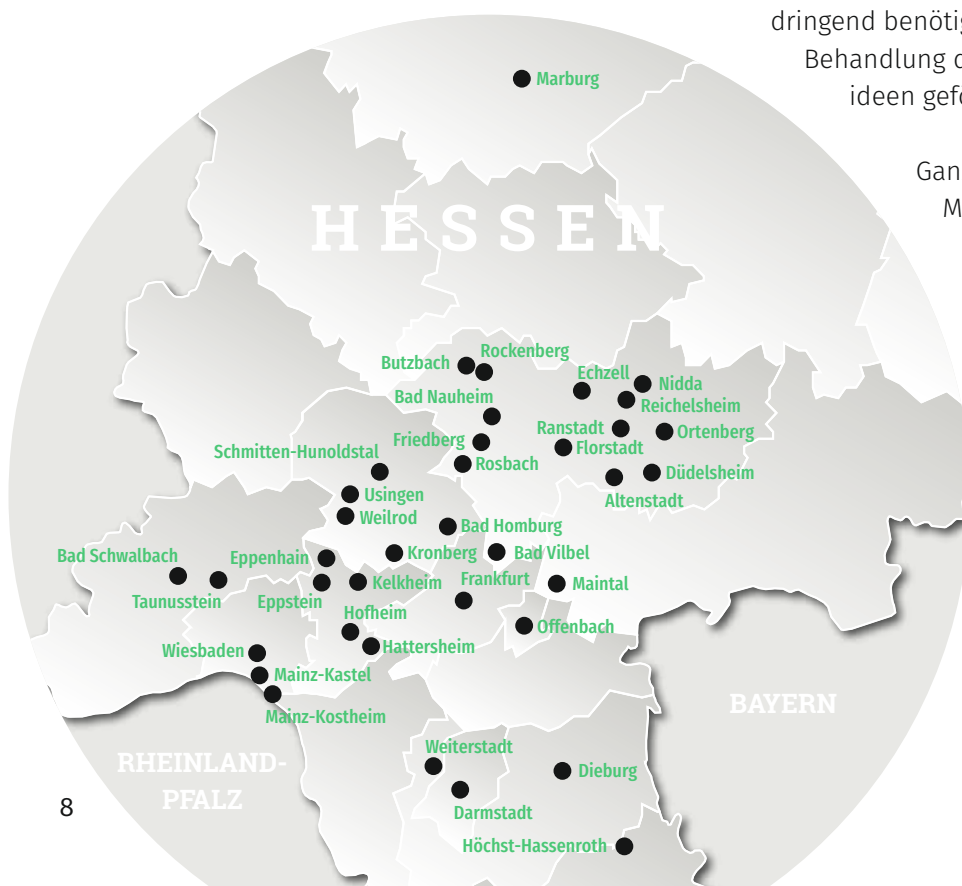 dringend benötig
Behandlung d
ideen gefo
Gan
M
Marburg
HESSEN
Rockenberg
Butzbach
Echzell
Nidda
Bad Nauheim
Reichelsheim
Ranstadt
Ortenberg
Friedberg
Florstadt
Schmitten-Hunoldstal
Rosbach
Düdelsheim
Usingen
Altenstadt
Weilrod
Bad Homburg
Bad Schwalbach
Eppenhain
Kronberg
Bad Vilbel
Taunusstein
Eppstein
Kelkheim
Frankfurt
Maintal
Hofheim
Offenbach
Hattersheim
Wiesbaden
Mainz-Kastel
Mainz-Kostheim
BAYERN
RHEINLAND-
PFALZ
Weiterstadt
Dieburg
8
Darmstadt
Höchst-Hassenroth